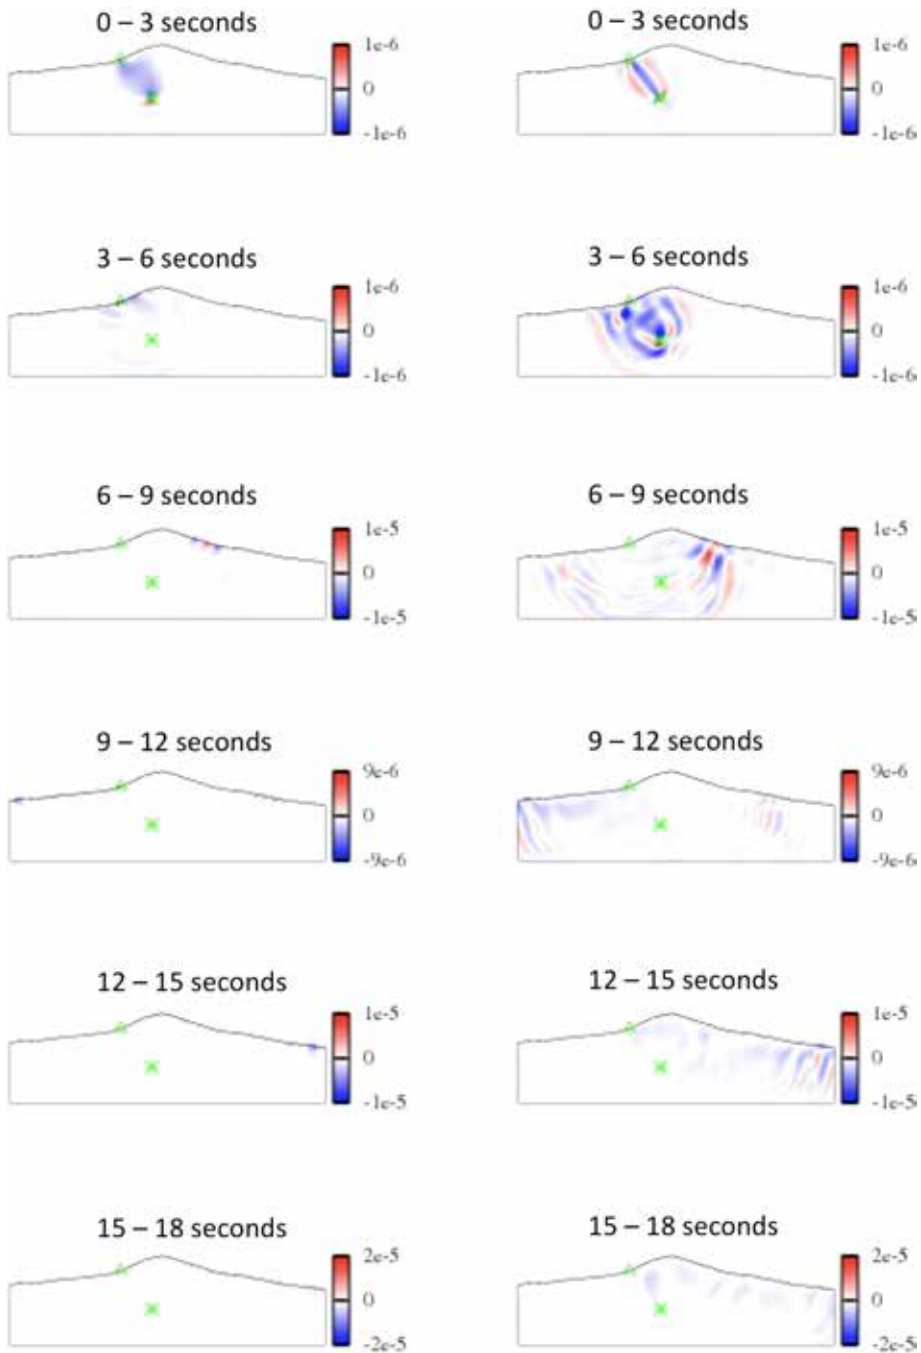 0 – 3 seconds 0 – 3 seconds
1e-6 1e-6
0 0
-1e-6 -1e-6
3 – 6 seconds 3 – 6 seconds
1e-6 1e-6
0 0
-1e-6 -1e-6
6 – 9 seconds 6 – 9 seconds
1e-5 1e-5
0 0
-1e-5 -1e-5
9 – 12 seconds 9 – 12 seconds
9e-6 9e-6
0 0
-9e-6 -9e-6
12 – 15 seconds 12 – 15 seconds
1e-5 1e-5
0 0
-1e-5 -1e-5
15 – 18 seconds 15 – 18 seconds
2e-5 2e-5
0 0
-2e-5 -2e-5